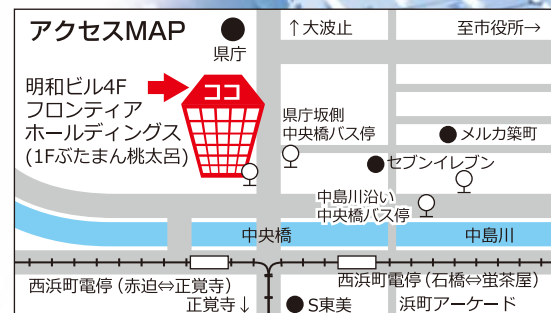 アクセスMAP
県庁
↑大波止
至市役所→
ココ
明和ビル4F
フロンティア
ホールディングス
(1Fぶたまん桃太呂)
県庁坂側
中央橋バス停
メルカ築町
セブンイレブン
中島川沿い
中央橋バス停
中央橋
中島川
西浜町電停(赤迫⇔正覚寺)
西浜町電停(石橋⇔蛍茶屋)
正覚寺↓
S東美
浜町アーケード